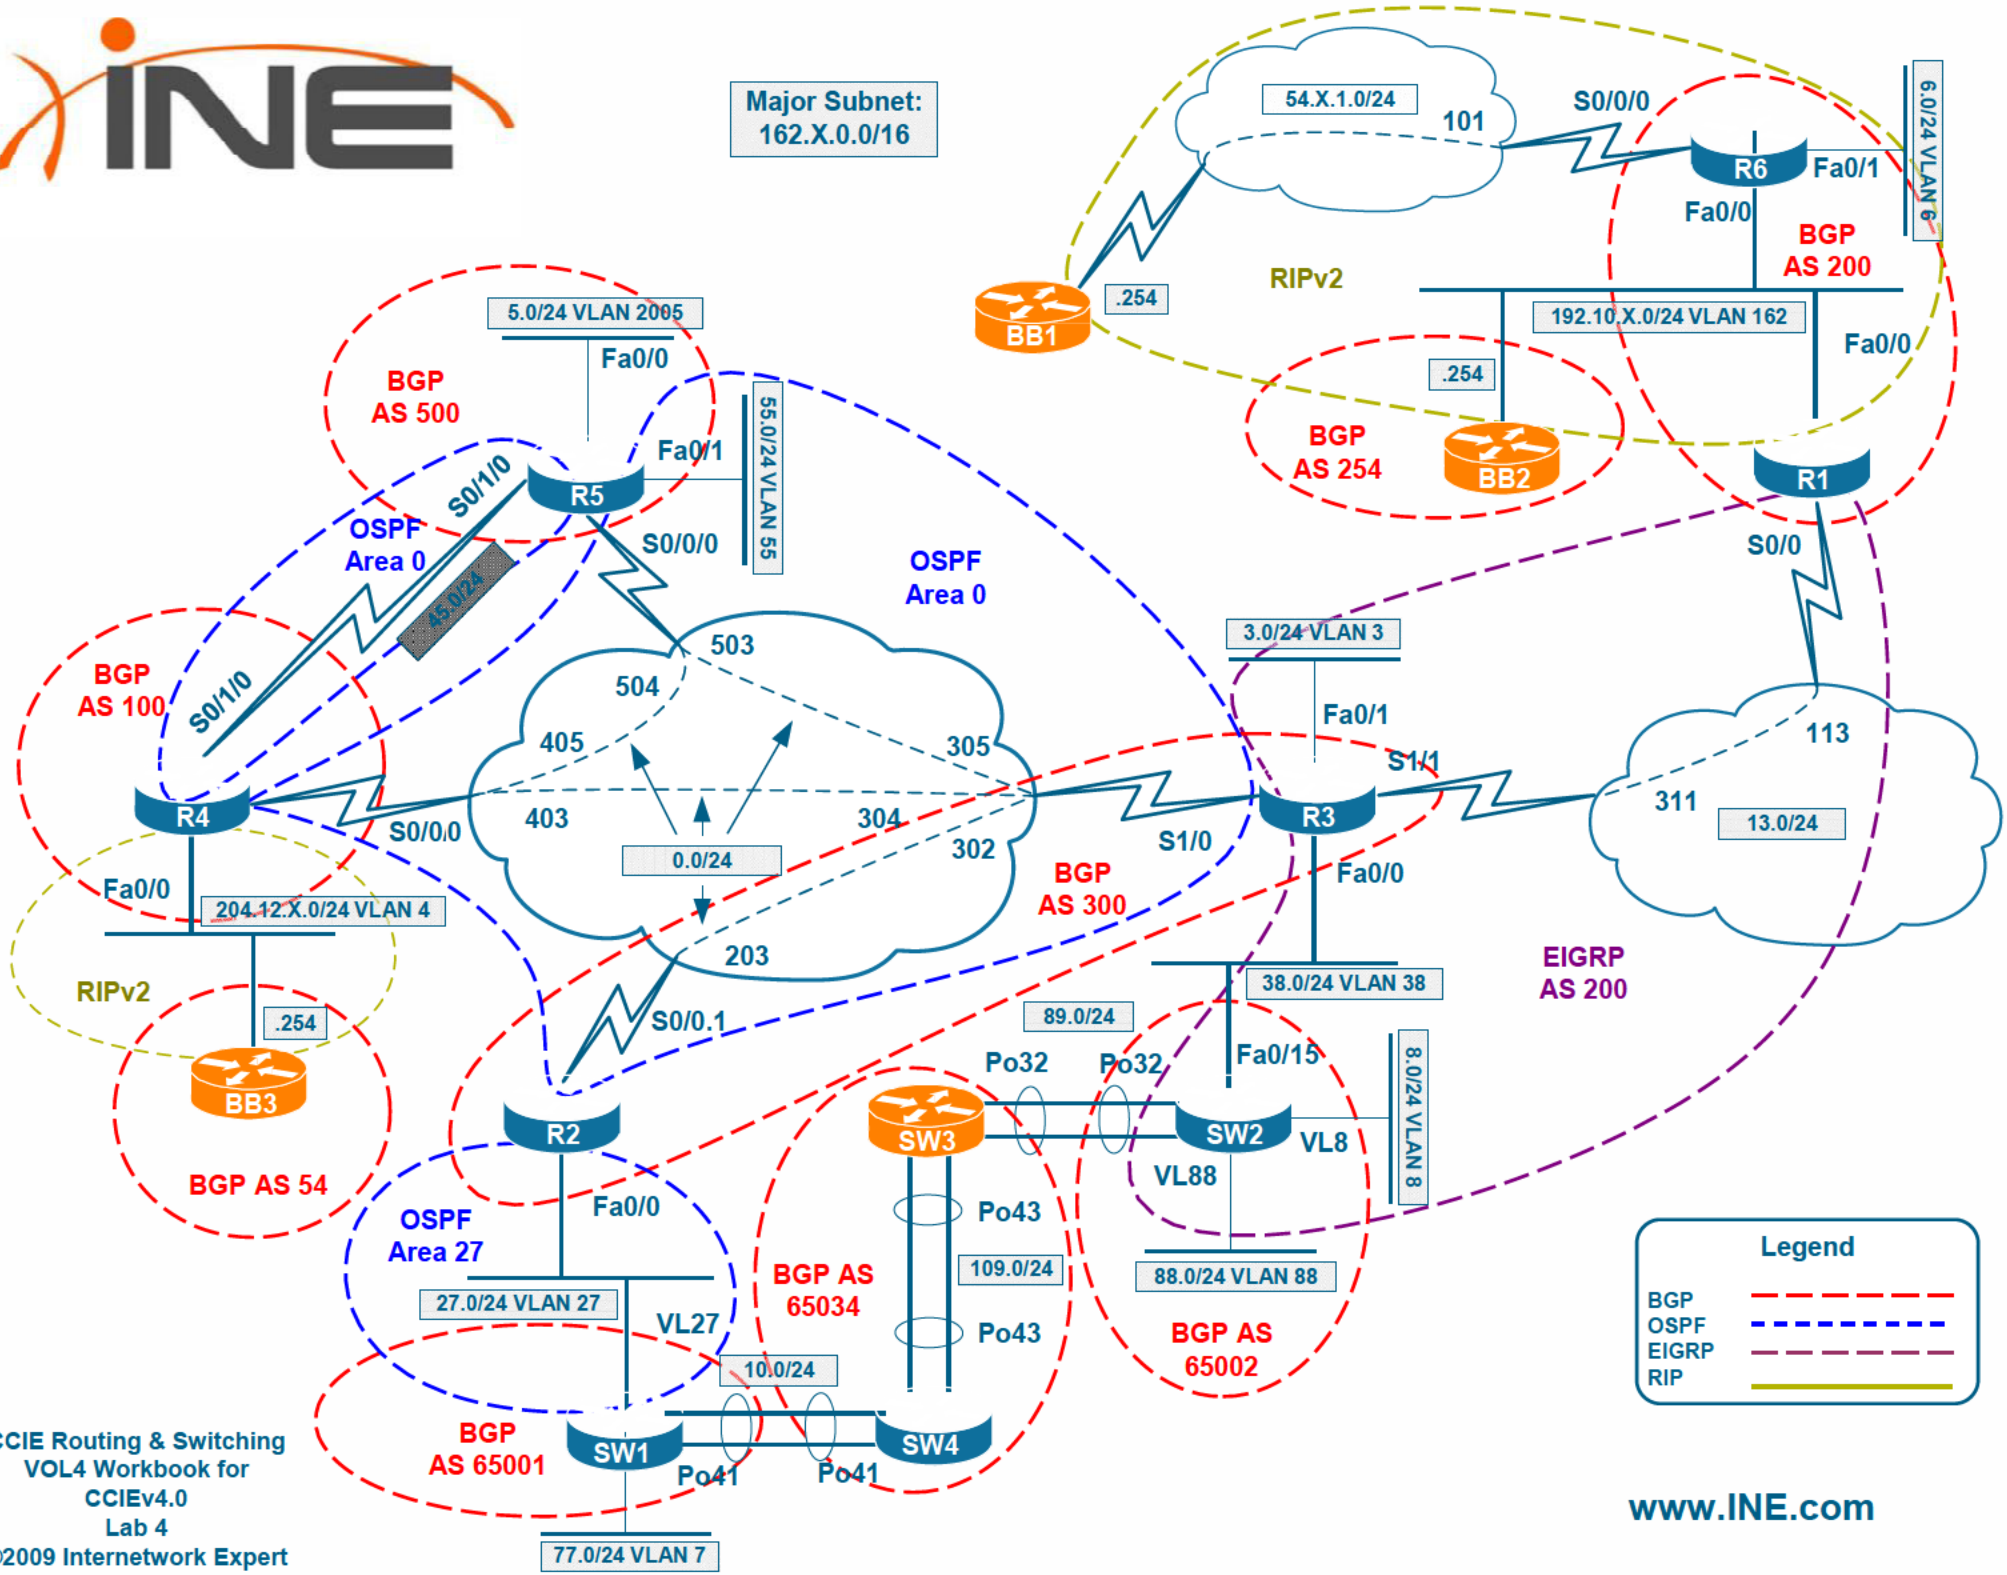 INE
Major Subnet:
162.X.0.0/16
54.X.1.0/24
101
S0/0/0
R6
Fa0/1
6.0/24 VLAN 6
Fa0/0
BGP
AS 200
RIPv2
.254
BB1
192.10.X.0/24 VLAN 162
Fa0/0
.254
BGP
AS 254
BB2
R1
S0/0
5.0/24 VLAN 2005
Fa0/0
BGP
AS 500
55.0/24 VLAN 55
Fa0/1
S0/1/0
R5
OSPF
Area 0
45.0/24
S0/0/0
OSPF
Area 0
3.0/24 VLAN 3
Fa0/1
503
504
BGP
AS 100
S0/1/0
405
305
S1/1
113
311
13.0/24
R4
S0/0/0
403
304
302
0.0/24
S1/0
R3
Fa0/0
BGP
AS 300
Fa0/0
204.12.X.0/24 VLAN 4
203
RIPv2
.254
BB3
BGP AS 54
S0/0.1
EIGRP
AS 200
38.0/24 VLAN 38
89.0/24
Po32
Po32
Fa0/15
8.0/24 VLAN 8
R2
SW3
SW2
VL8
VL88
Fa0/0
OSPF
Area 27
Po43
109.0/24
BGP AS
65034
88.0/24 VLAN 88
27.0/24 VLAN 27
VL27
Po43
BGP AS
65002
10.0/24
BGP
AS 65001
SW1
SW4
Po41
Po41
77.0/24 VLAN 7
Legend
BGP
OSPF
EIGRP
RIP
CCIE Routing & Switching
VOL4 Workbook for
CCIEv4.0
Lab 4
©2009 Internetwork Expert
www.INE.com